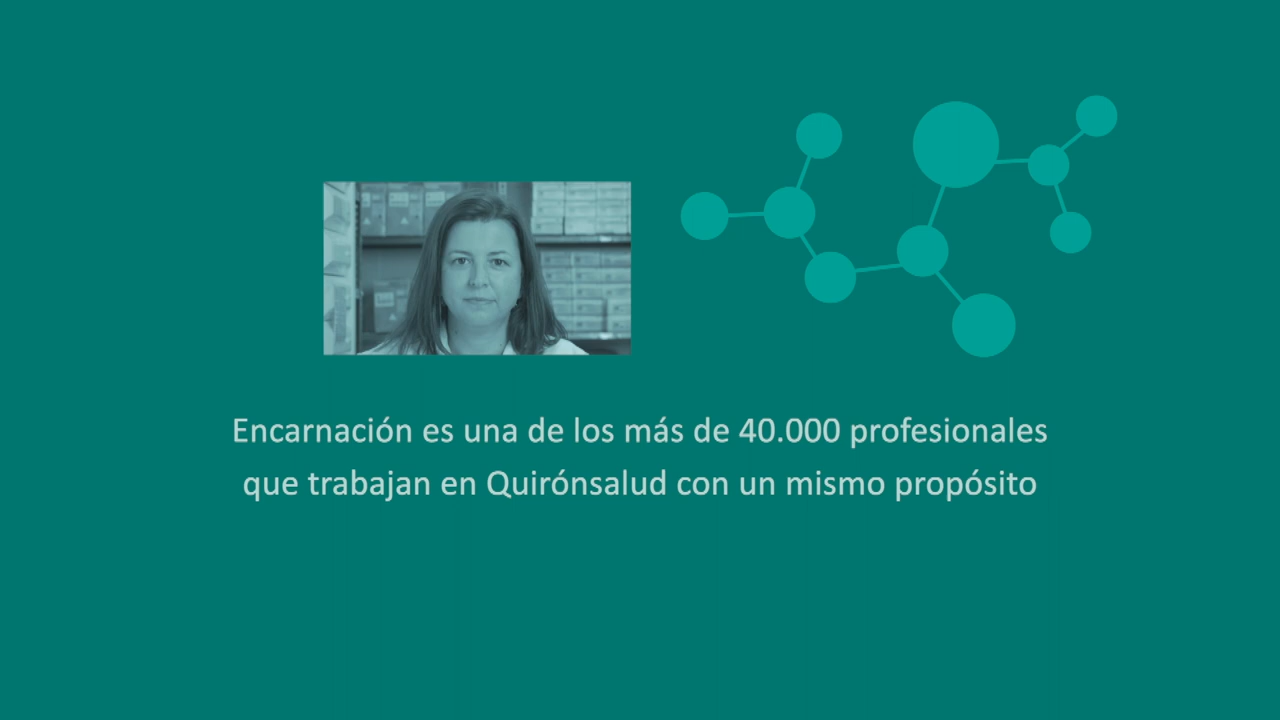 Encarnación es una de los más de 40.000 profesionales
que trabajan en Quirónsalud con un mismo propósito